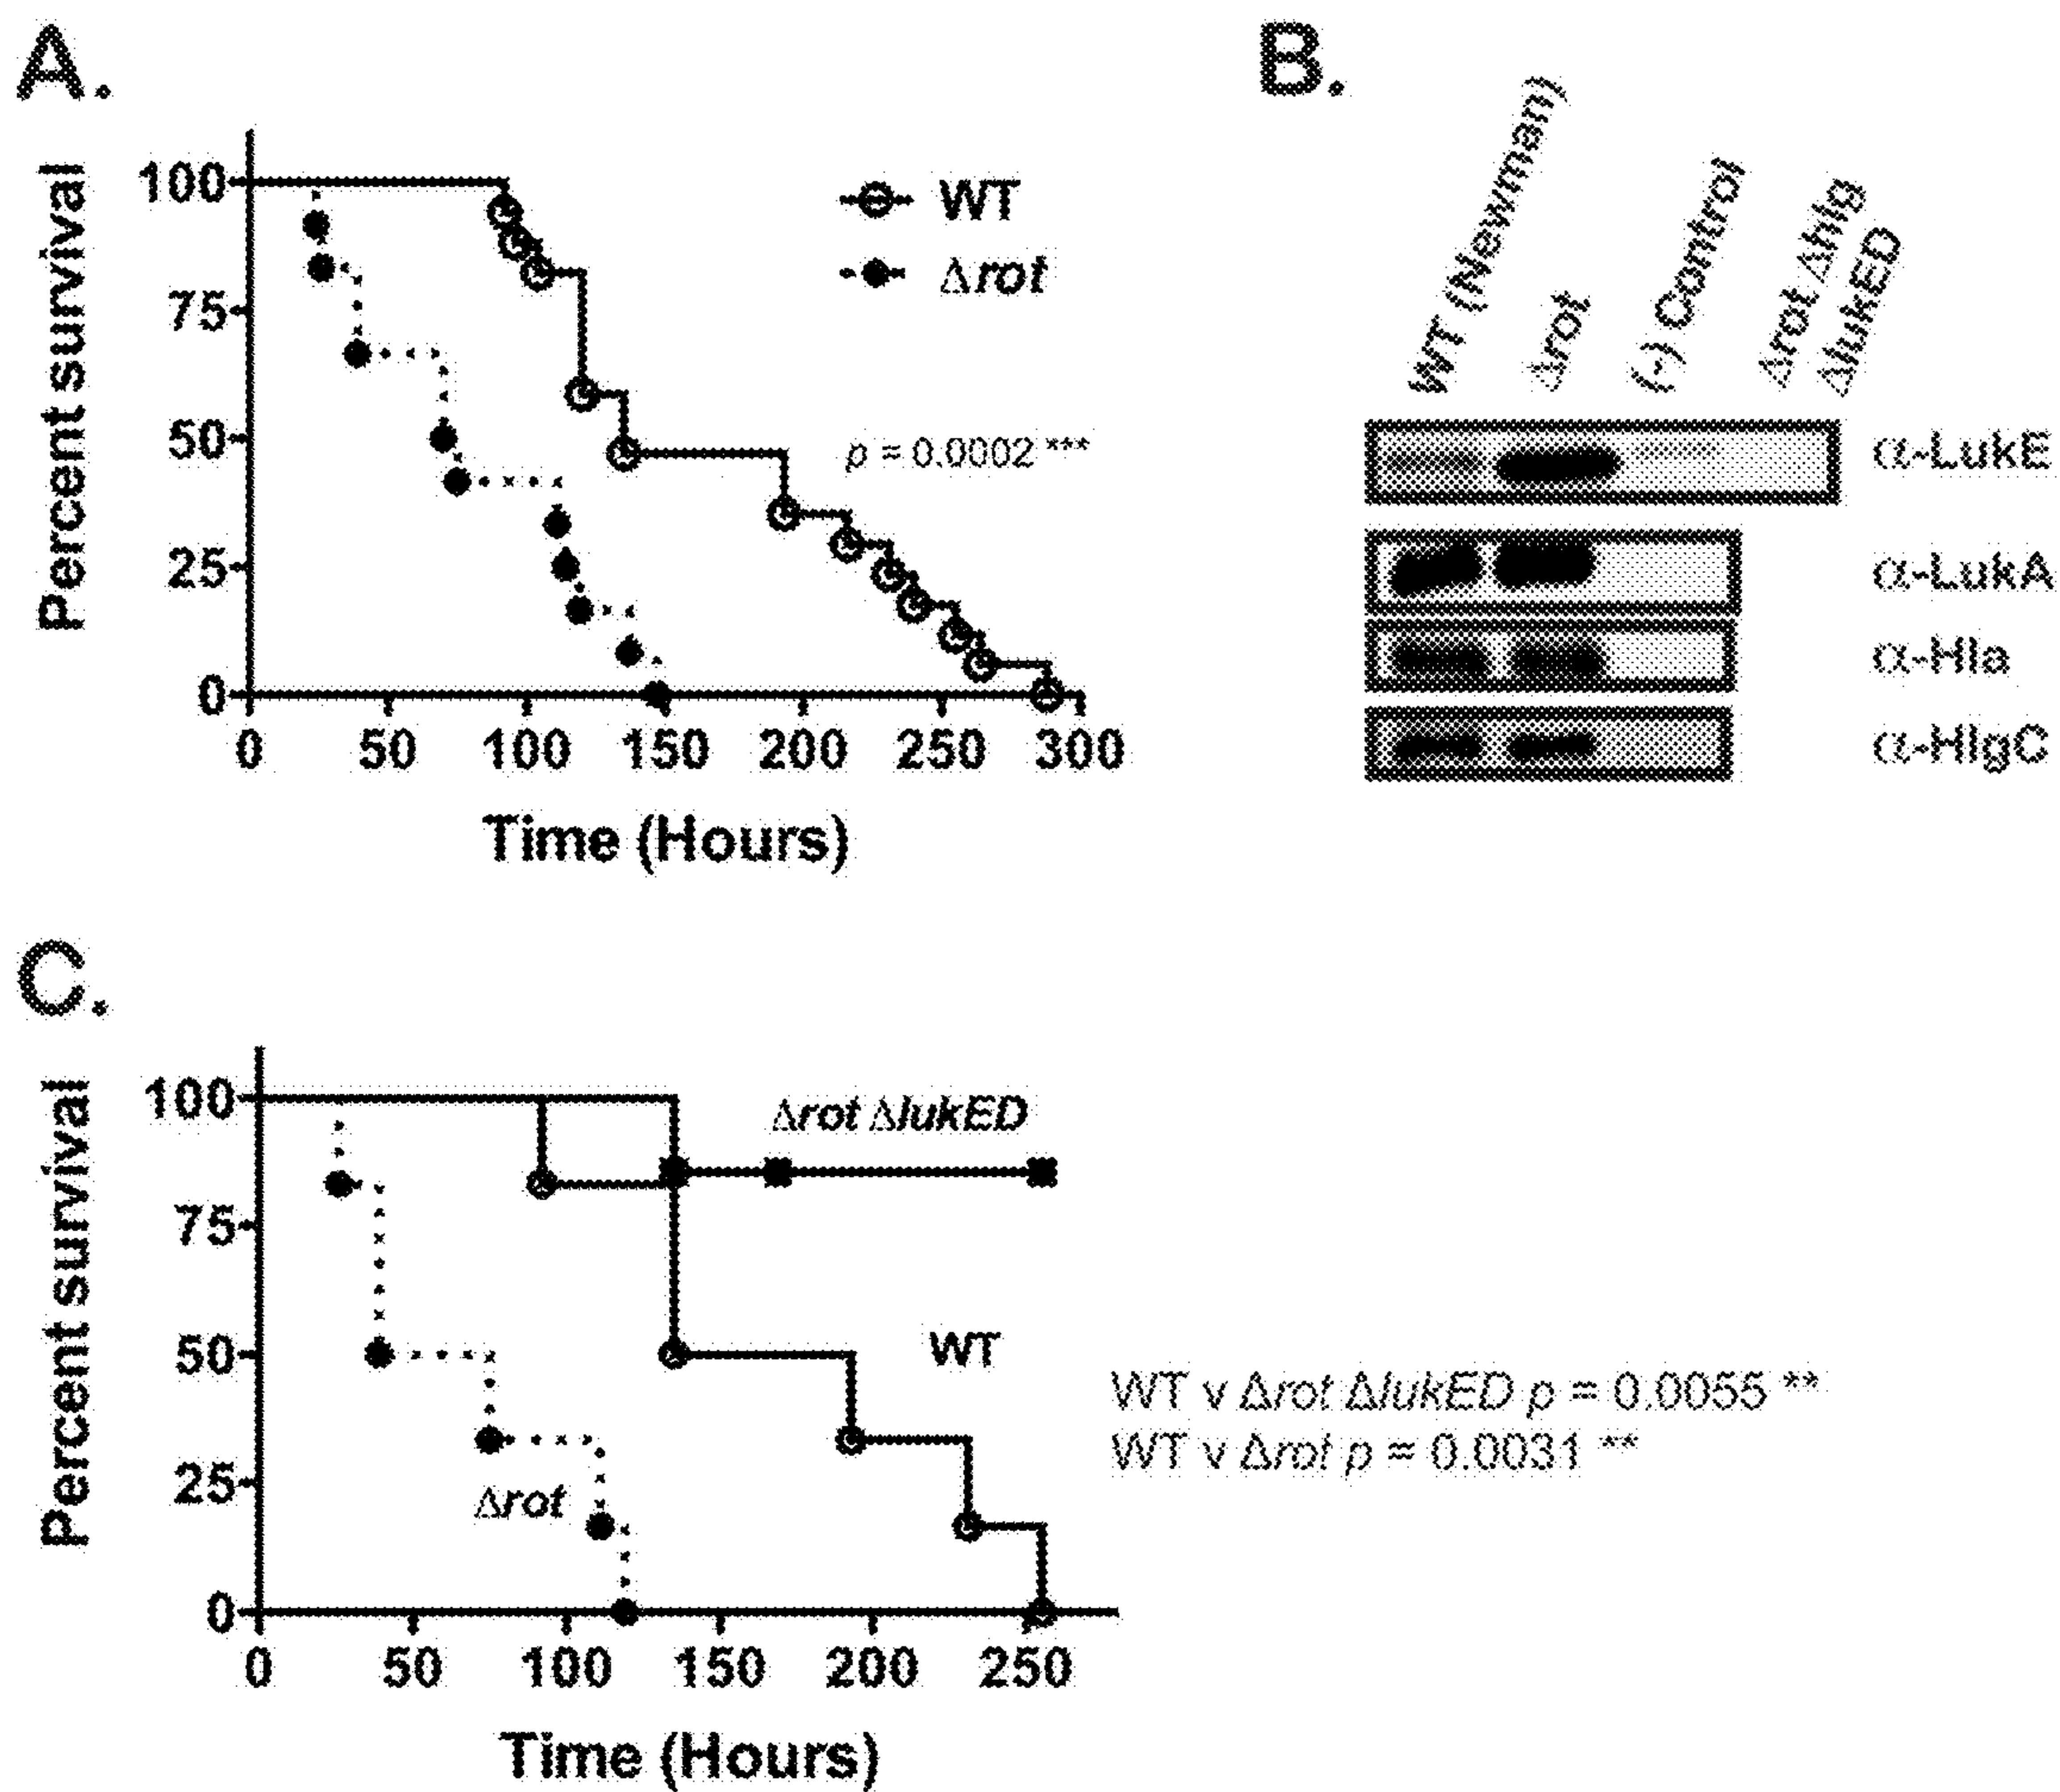 A.
Percent survival
100
75
50
25
0
0 50 100 150 200 250 300
Time (Hours)
WT
Δrot
p = 0.0002 ***
B.
WT (Newman)
Δrot
(-) Control
Δrot Δhlg
ΔlukED
α-LukE
α-LukA
α-Hla
α-HlgC
C.
Percent survival
100
75
50
25
0
0 50 100 150 200 250
Time (Hours)
Δrot ΔlukED
WT
Δrot
WT v Δrot ΔlukED p = 0.0055 **
WT v Δrot p = 0.0031 **